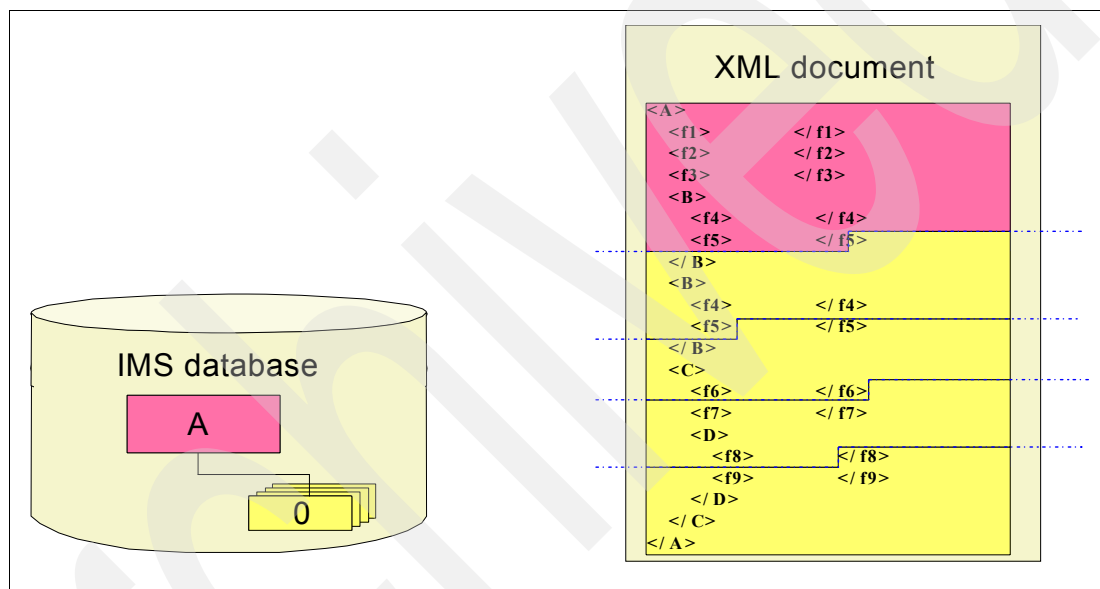 XML document
<A>
<f1> </ f1>
<f2> </ f2>
<f3> </ f3>
<B>
<f4> </ f4>
<f5> </ f5>
</ B>
<B>
<f4> </ f4>
<f5> </ f5>
</ B>
<C>
<f6> </ f6>
<f7> </ f7>
<D>
<f8> </ f8>
<f9> </ f9>
</ D>
</ C>
</ A>
IMS database
A
0